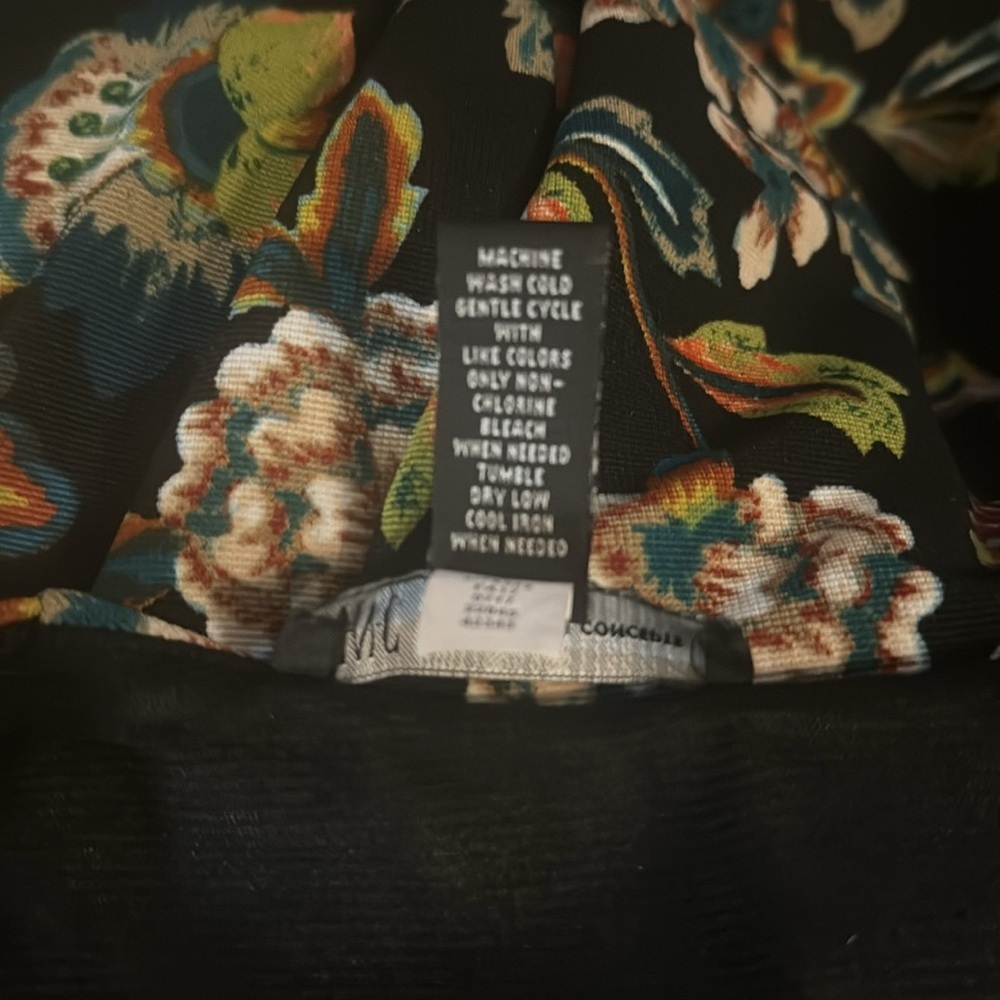 MACHINE
WASH COLD
GENTLE CYCLE
WITH
LIKE COLORS
ONLY NON-
CHLORINE
BLEACH
WHEN NEEDED
TUMBLE
DRY LOW
COOL IRON
WHEN NEEDED
CONCEPTS